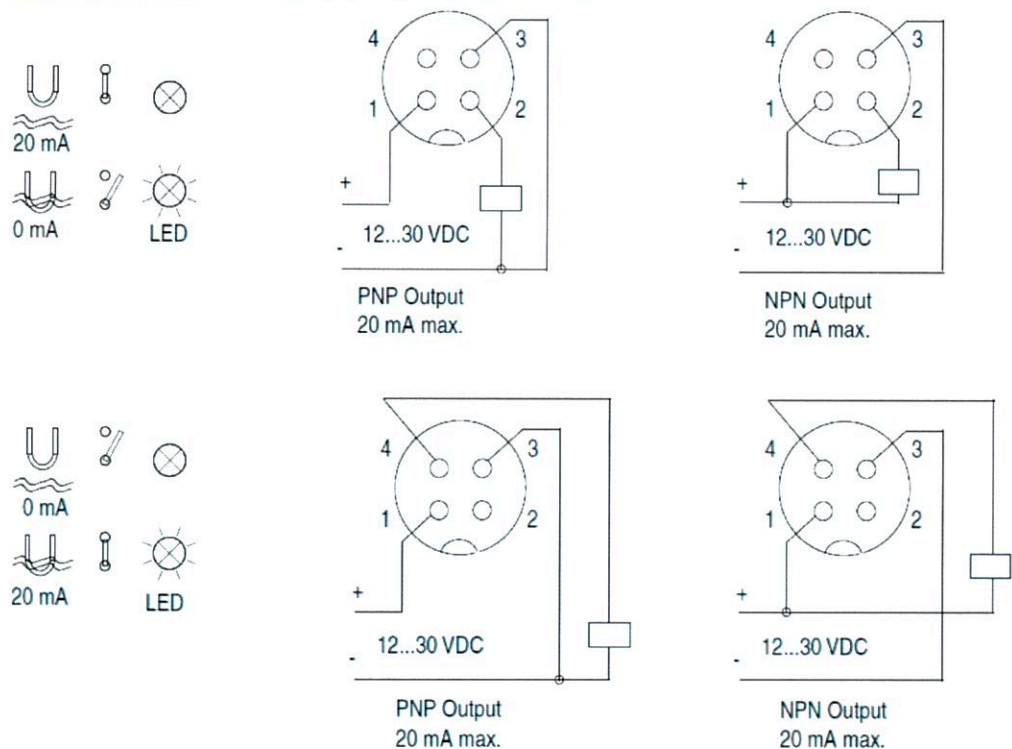 20 mA
0 mA
LED
4
3
1
2
+
12...30 VDC
-
PNP Output
20 mA max.
4
3
1
2
+
12...30 VDC
-
NPN Output
20 mA max.
0 mA
20 mA
LED
4
3
1
2
+
12...30 VDC
-
PNP Output
20 mA max.
4
3
1
2
+
12...30 VDC
-
NPN Output
20 mA max.